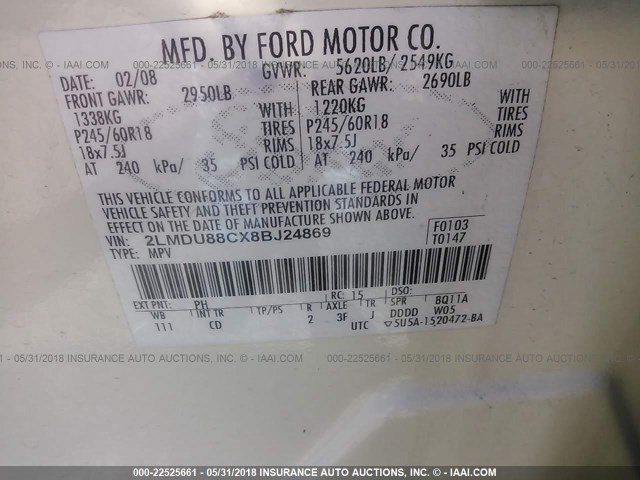 MFD. BY FORD MOTOR CO.
DATE: 02/08 GVWR: 5620LB/ 2549KG
FRONT GAWR: 2950LB REAR GAWR: 2690LB
1338KG WITH 1220KG WITH
P245/60R18 TIRES P245/60R18 TIRES
18x7.5J RIMS 18x7.5J RIMS
AT 240 kPa/ 35 PSI COLD AT 240 kPa/ 35 PSI COLD
THIS VEHICLE CONFORMS TO ALL APPLICABLE FEDERAL MOTOR
VEHICLE SAFETY AND THEFT PREVENTION STANDARDS IN
EFFECT ON THE DATE OF MANUFACTURE SHOWN ABOVE.
VIN: 2LMDU88CX8BJ24869 F0103
TYPE: MPV T0147
EXT PNT: PH RC: 15 DSO:
WB INT TR TP/PS R AXLE TR SPR BQ11A
111 CD 2 3F J DDDD W05
UTC ▽5U5A-1520472-BA
000-22525661 - 05/31/2018 INSURANCE AUTO AUCTIONS, INC. - © IAAI.COM